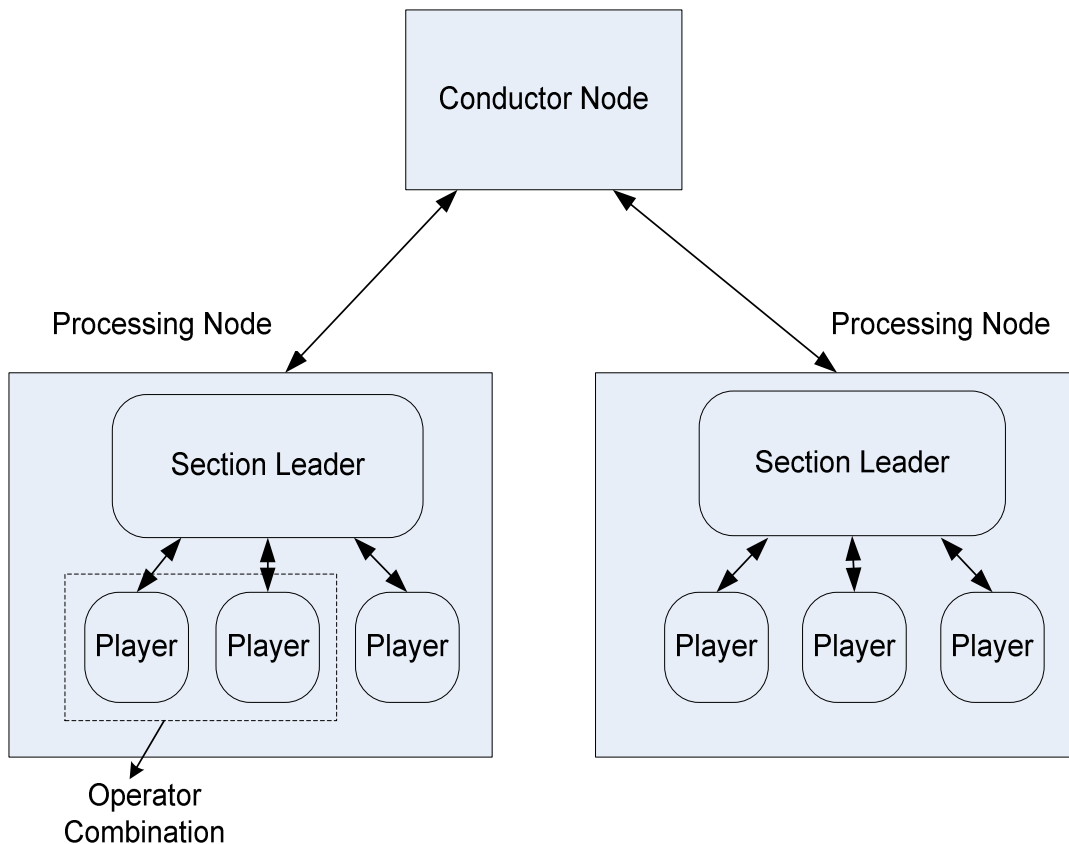 Conductor Node
Processing Node
Processing Node
Section Leader
Section Leader
Player
Player
Player
Player
Player
Player
Operator
Combination